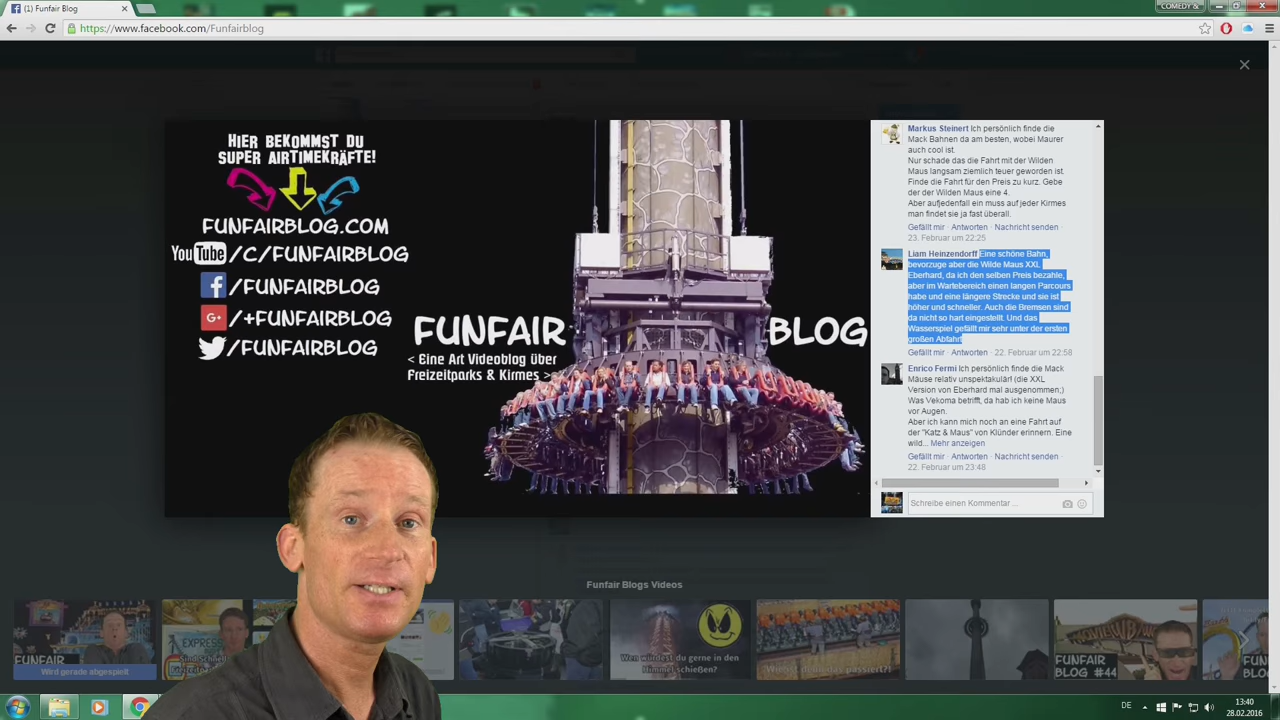 (1) Funfair Blog
COMEDY &
https://www.facebook.com/Funfairblog
HIER BEKOMMST DU
SUPER AIRTIMEKRÄFTE!
FUNFAIRBLOG.COM
YouTube/C/FUNFAIRBLOG
/FUNFAIRBLOG
/+FUNFAIRBLOG
/FUNFAIRBLOG
FUNFAIR BLOG
< Eine Art Videoblog über
Freizeitparks & Kirmes >
Markus Steinert Ich persönlich finde die
Mack Bahnen da am besten, wobei Maurer
auch cool ist.
Nur schade das die Fahrt mit der Wilden
Maus langsam ziemlich teuer geworden ist.
Finde die Fahrt für den Preis zu kurz. Gebe
der der Wilden Maus eine 4.
Aber aufjedenfall ein muss auf jeder Kirmes
man findet sie ja fast überall.
Gefällt mir · Antworten · Nachricht senden ·
23. Februar um 22:25
Liam Heinzendorff Eine schöne Bahn,
bevorzuge aber die Wilde Maus XXL
Eberhard, da ich den selben Preis bezahle,
aber im Wartebereich einen langen Parcours
habe und eine längere Strecke und sie ist
höher und schneller. Auch die Bremsen sind
da nicht so hart eingestellt. Und das
Wasserspiel gefällt mir sehr unter der ersten
großen Abfahrt!
Gefällt mir · Antworten · 22. Februar um 22:58
Enrico Fermi Ich persönlich finde die Mack
Mäuse relativ unspektakulär! (die XXL
Version von Eberhard mal ausgenommen;)
Was Vekoma betrifft, da hab ich keine Maus
vor Augen.
Aber ich kann mich noch an eine Fahrt auf
der "Katz & Maus" von Klünder erinnern. Eine
wild... Mehr anzeigen
Gefällt mir · Antworten · Nachricht senden ·
22. Februar um 23:48
Schreibe einen Kommentar ...
Funfair Blogs Videos
FUNFAIR
Wird gerade abgespielt
EXPRESS
Sind Schnell
Wen würdest du gerne in den
Himmel schießen?
Wo ist denn das passiert?!
MOVIE
FUNFAIR
BLOG #44
FUN
BLOG
DE
13:40
28.02.2016